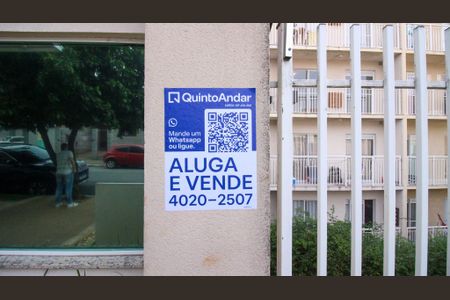 QuintoAndar
Mande um
Whatsapp
ou ligue.
ALUGA
E VENDE
4020-2507